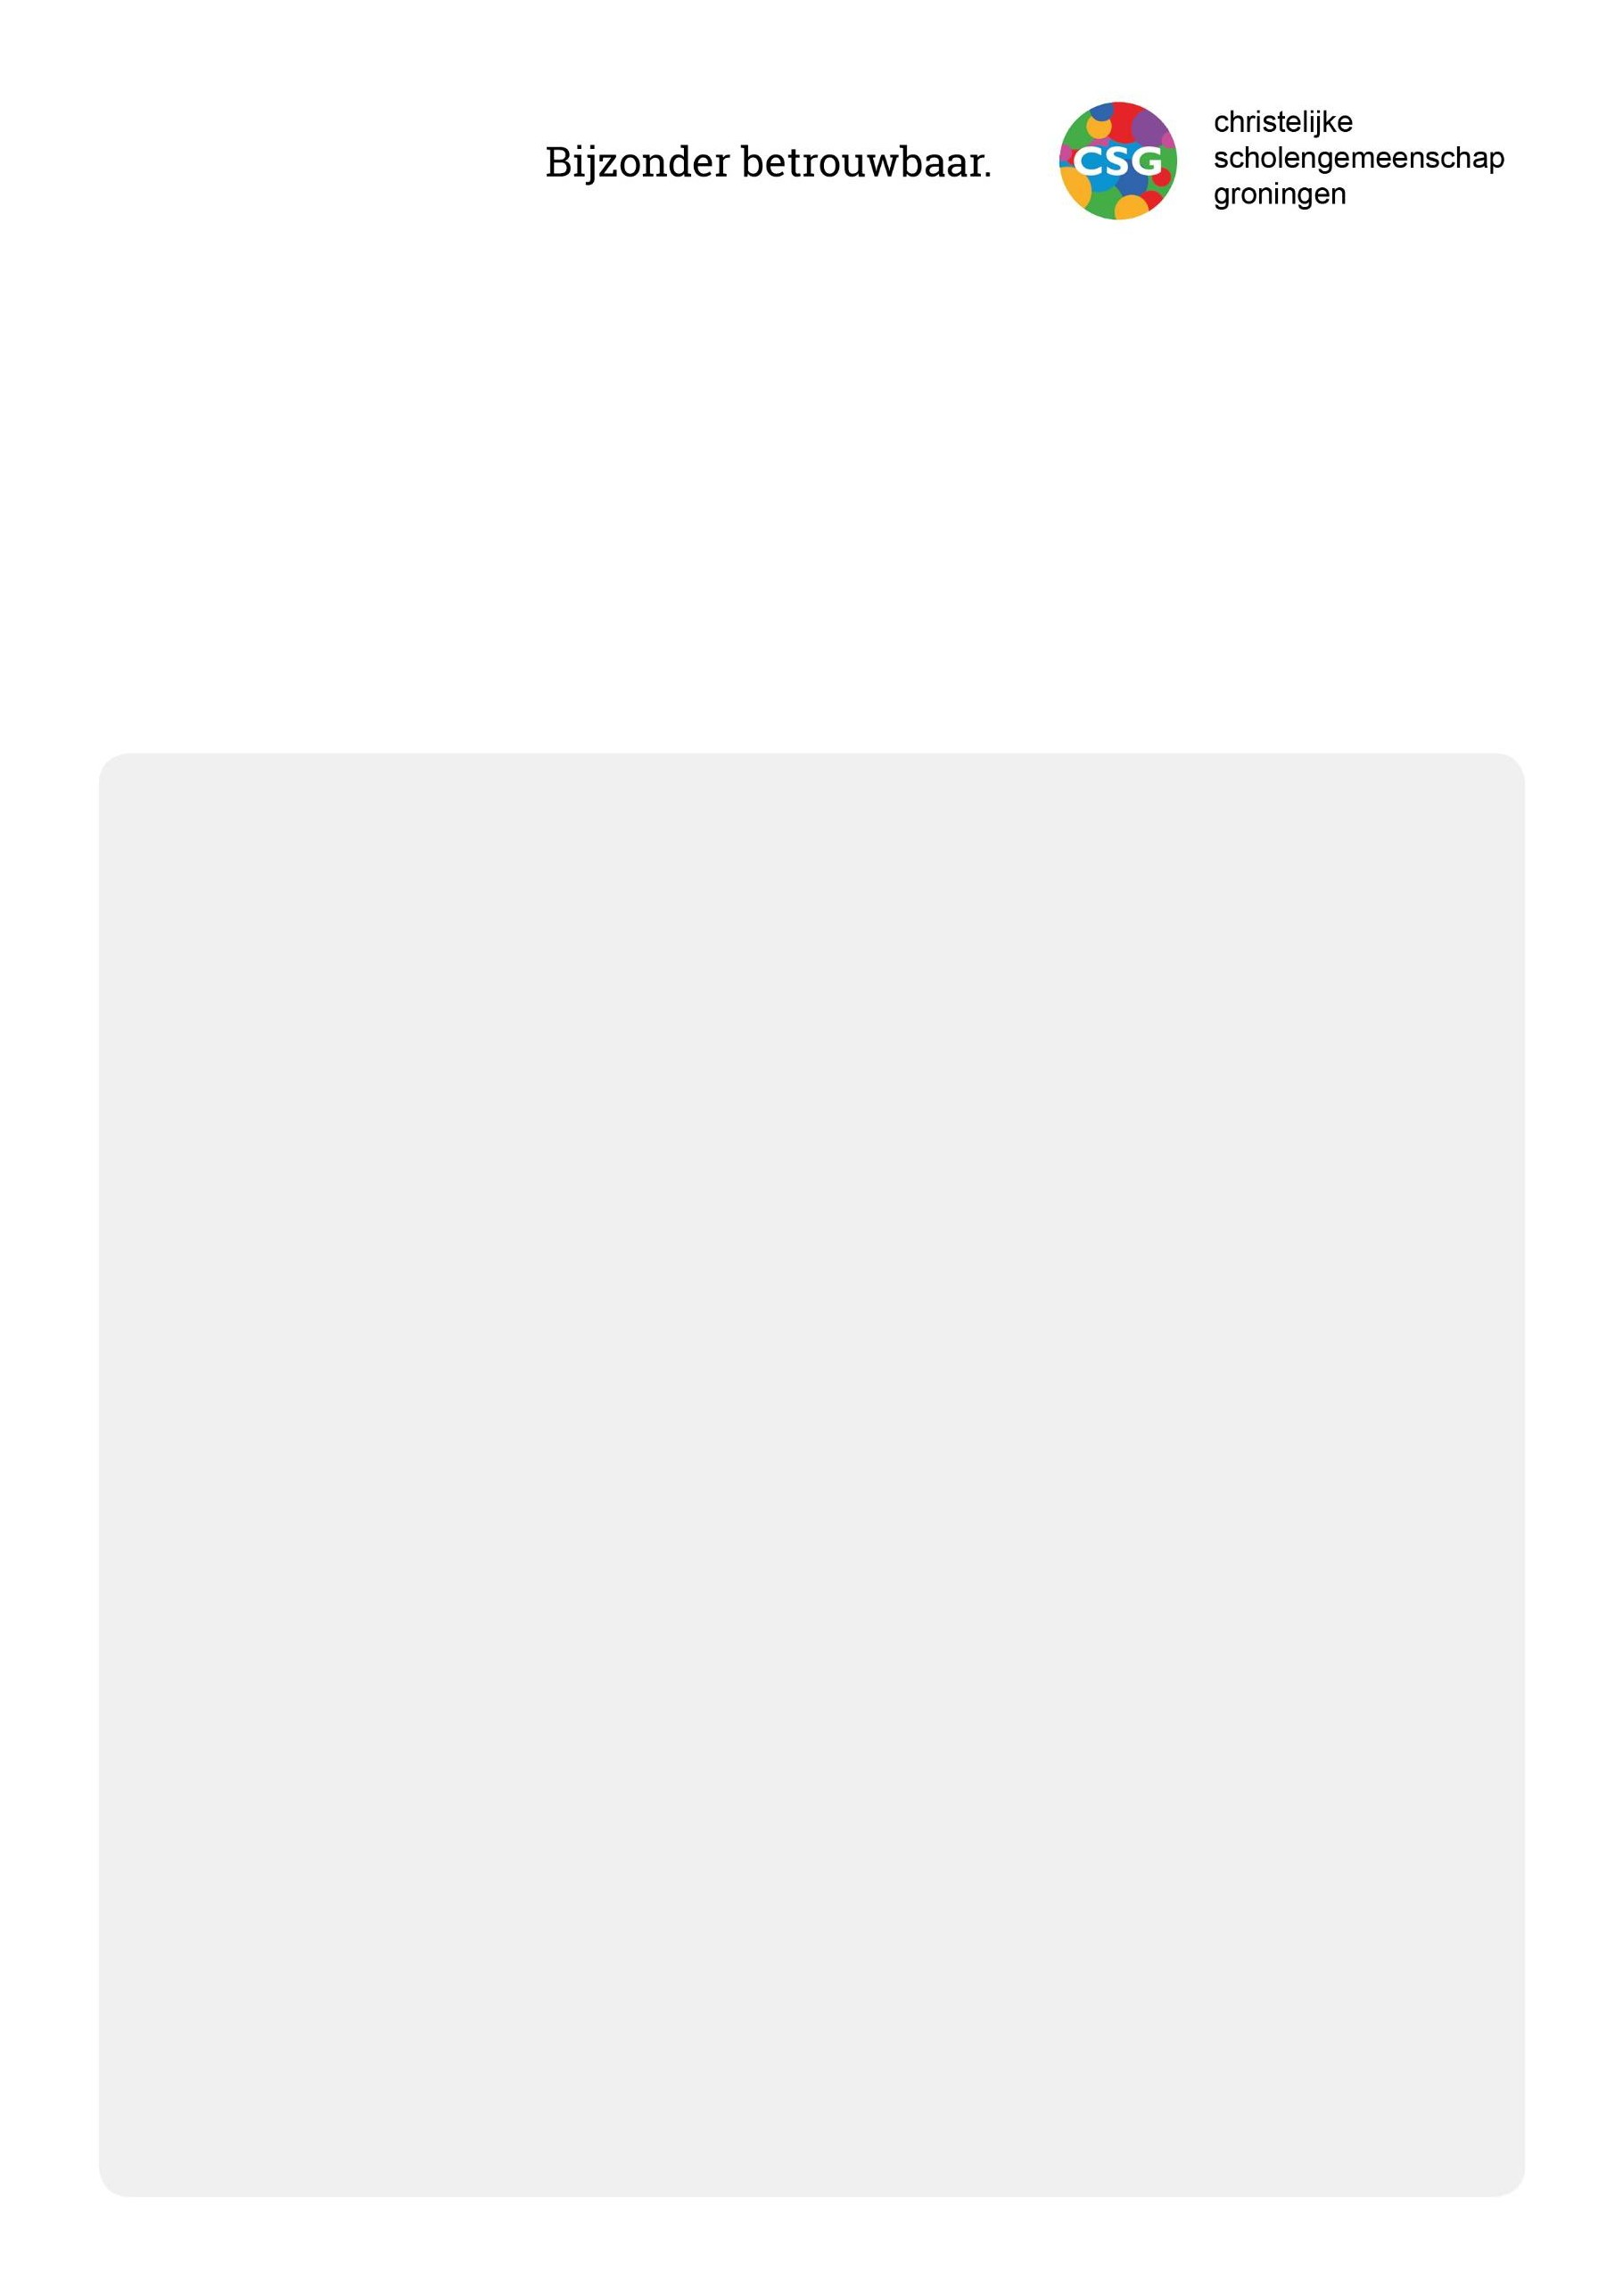 Bijzonder betrouwbaar.
CSG
christelijke
scholengemeenschap
groningen